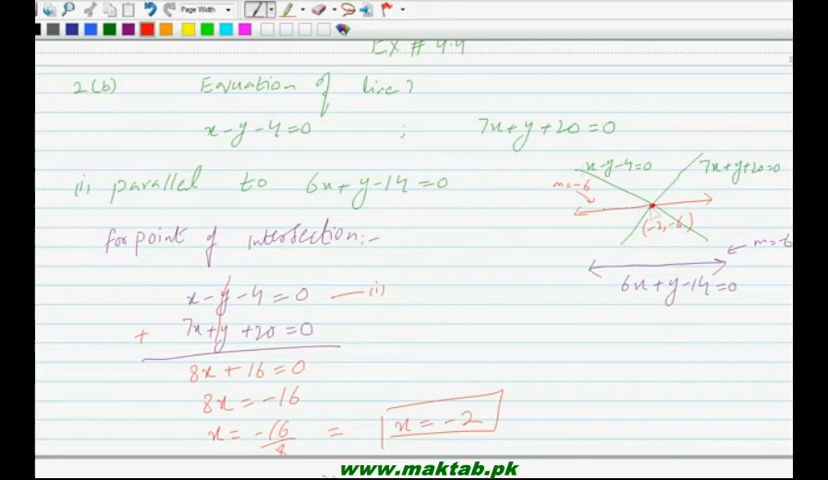 Page Width
EX # 4.4
2(b) Equation of line?
x-y-4=0 ; 7x+y+20=0
(i) parallel to 6x+y-14=0
for point of intersection:-
x-y-4=0 — (i)
+ 7x+y+20=0
8x+16=0
8x=-16
x=-16/8 = x=-2
x-y-4=0
7x+y+20=0
m=-6
(-2,-6)
m=-6
6x+y-14=0
www.maktab.pk